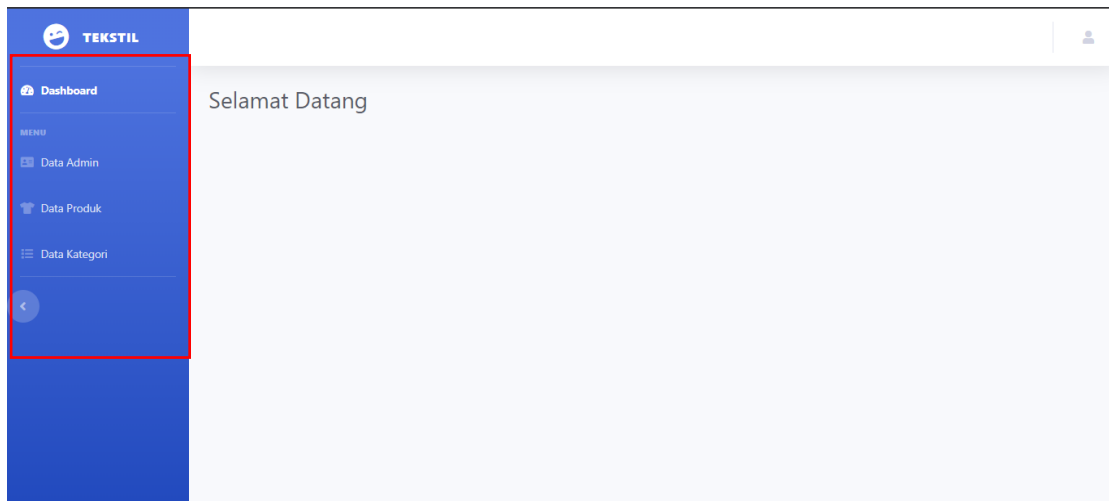 TEKSTIL
Dashboard
Selamat Datang
MENU
Data Admin
Data Produk
Data Kategori